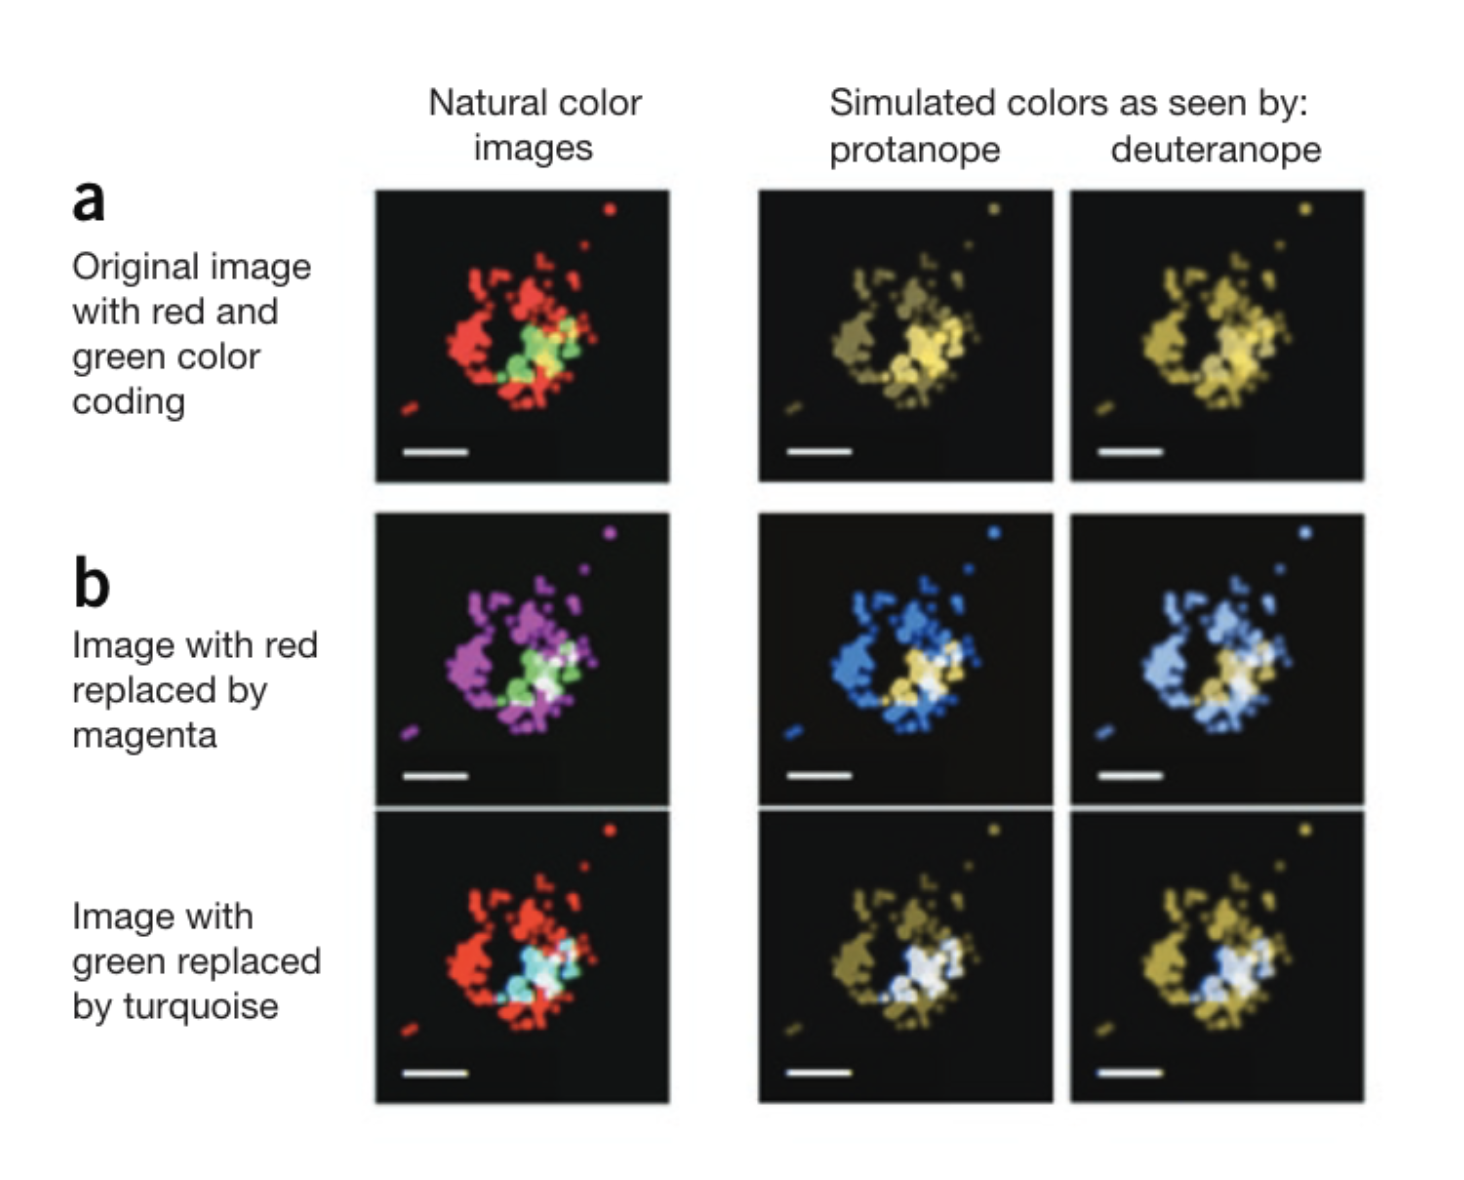 Natural color
images
Simulated colors as seen by:
protanope
deuteranope
a
Original image
with red and
green color
coding
b
Image with red
replaced by
magenta
Image with
green replaced
by turquoise